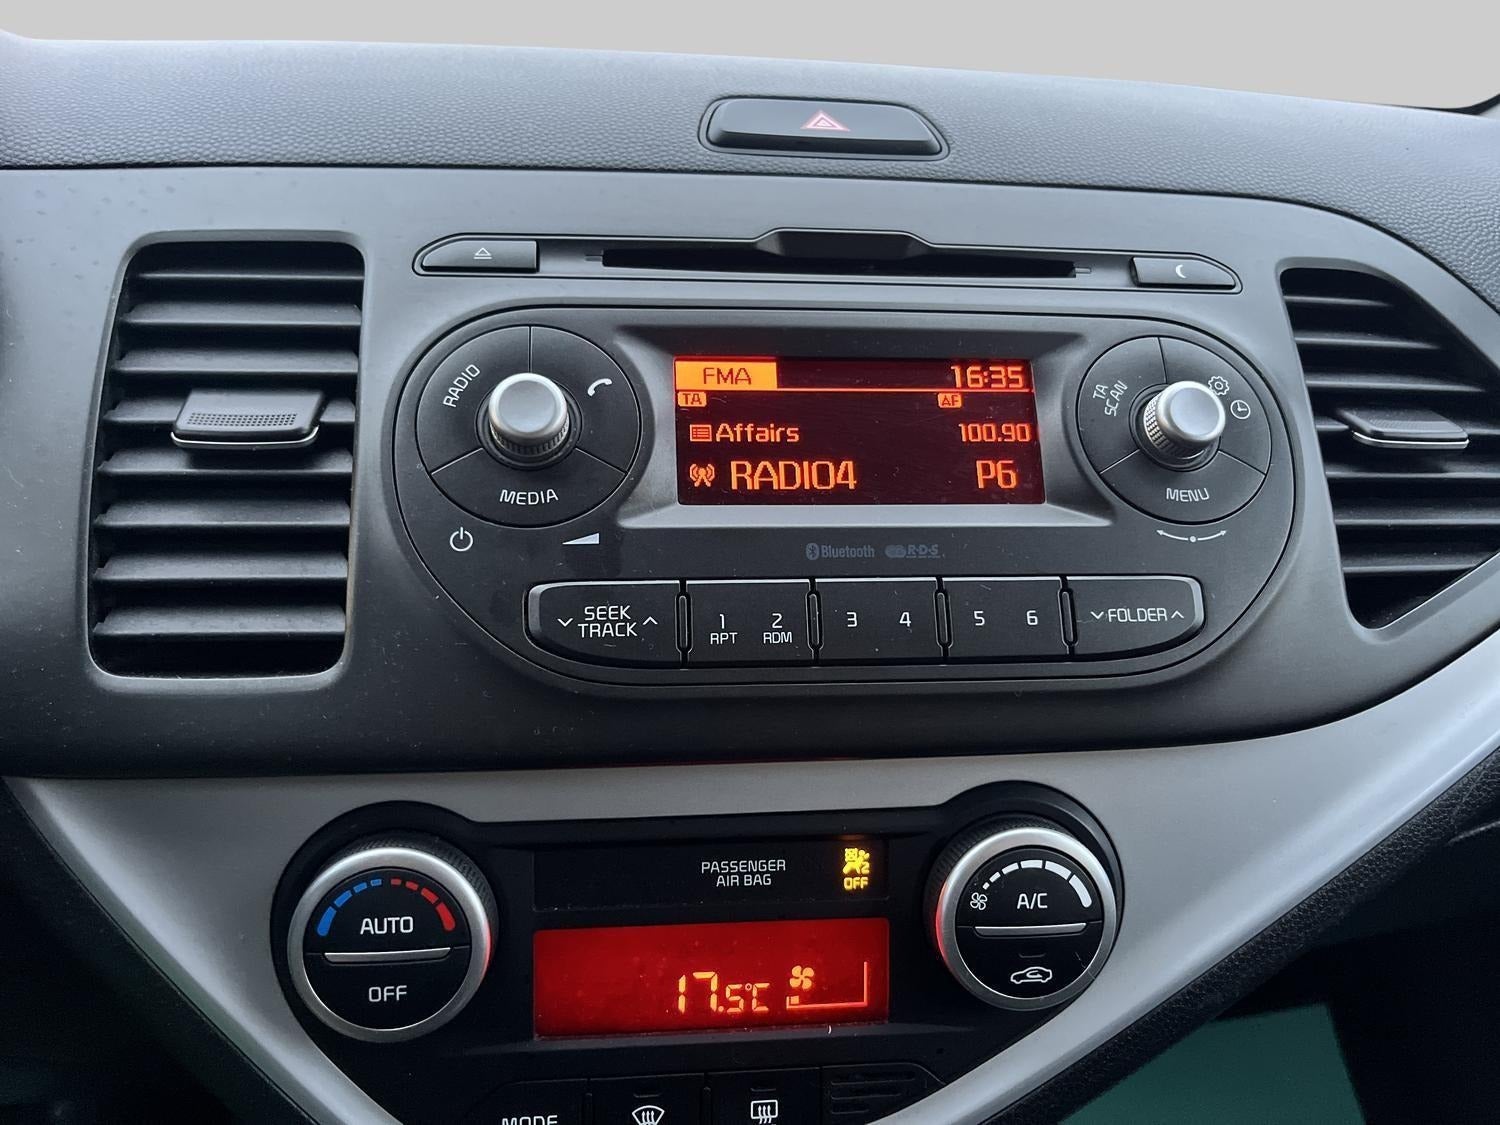 RADIO
MEDIA
FMA 16:35
TA AF
Affairs 100.90
RADIO4 P6
TA
SCAN
MENU
Bluetooth R·D·S
SEEK
TRACK
1
RPT
2
RDM
3 4
5 6
FOLDER
PASSENGER
AIR BAG
2
OFF
AUTO
OFF
17.5°C
A/C
MODE